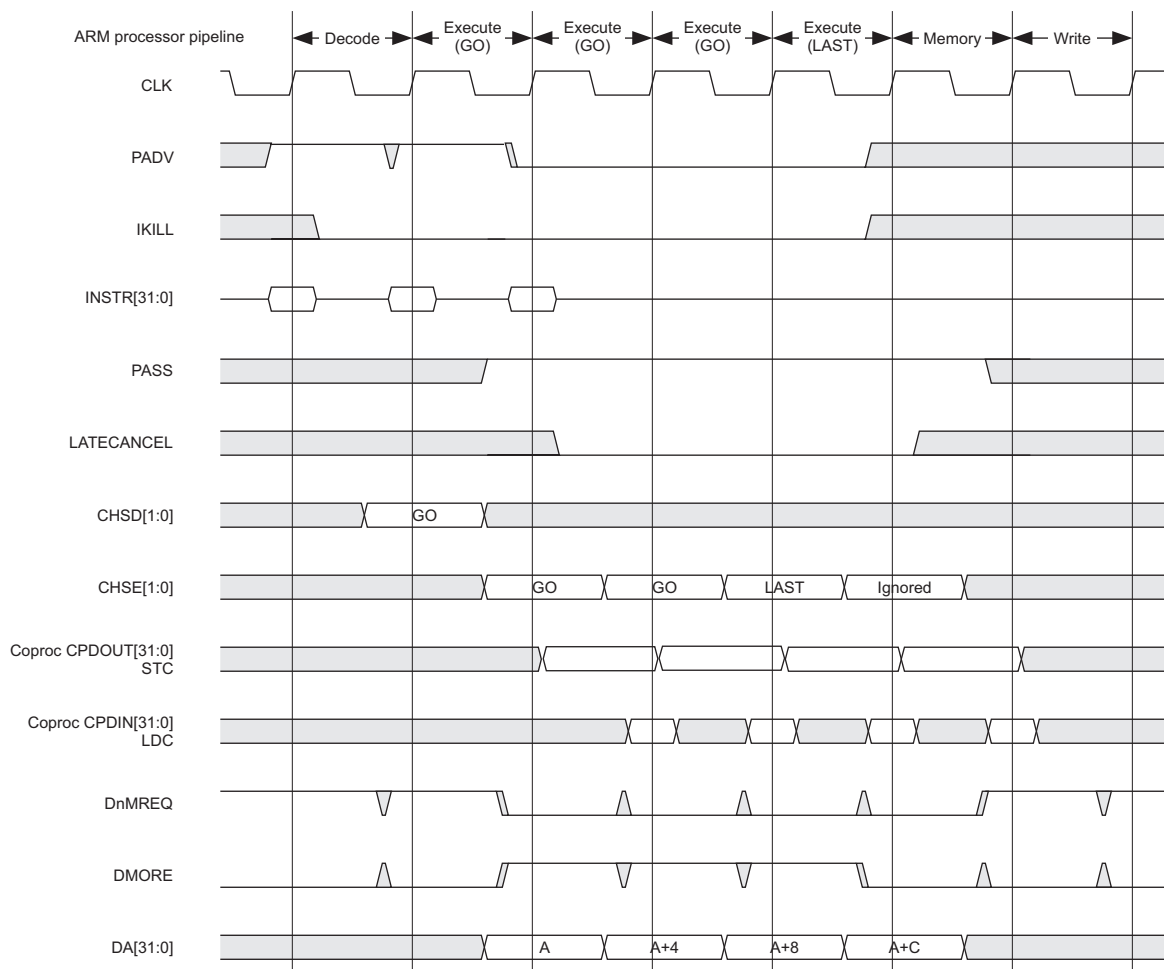 ARM processor pipeline
Decode
Execute
(GO)
Execute
(GO)
Execute
(GO)
Execute
(LAST)
Memory
Write
CLK
PADV
IKILL
INSTR[31:0]
PASS
LATECANCEL
CHSD[1:0]
GO
CHSE[1:0]
GO
GO
LAST
Ignored
Coproc CPDOUT[31:0]
STC
Coproc CPDIN[31:0]
LDC
DnMREQ
DMORE
DA[31:0]
A
A+4
A+8
A+C